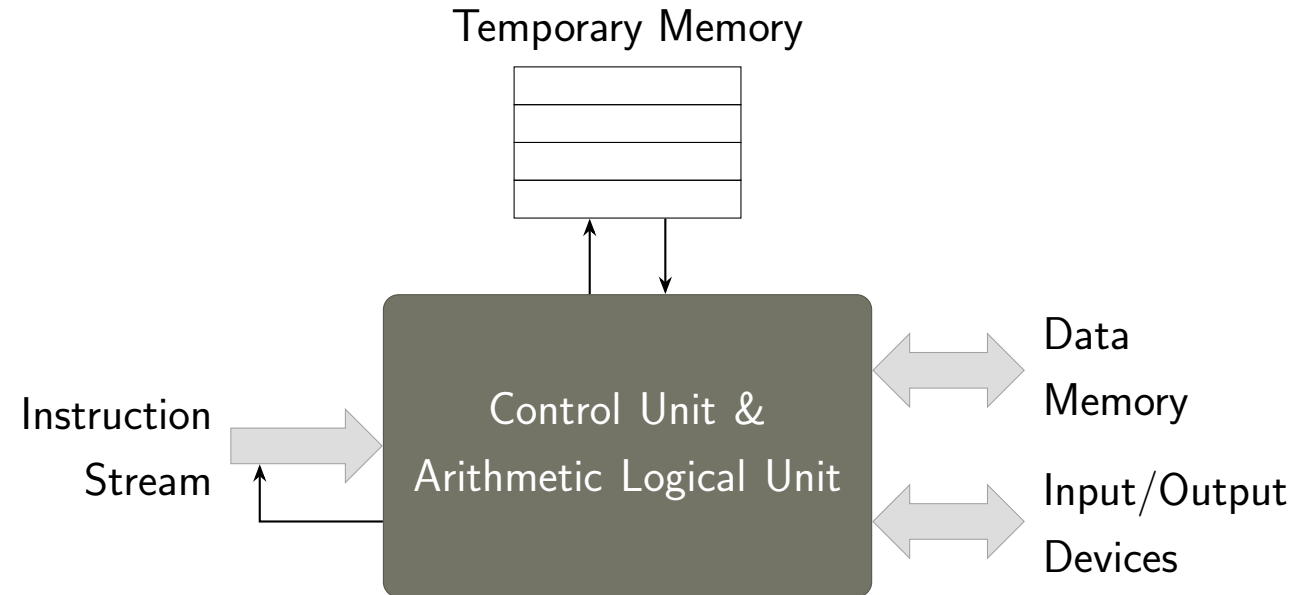 Temporary Memory
Instruction
Stream
Control Unit &
Arithmetic Logical Unit
Data
Memory
Input/Output
Devices